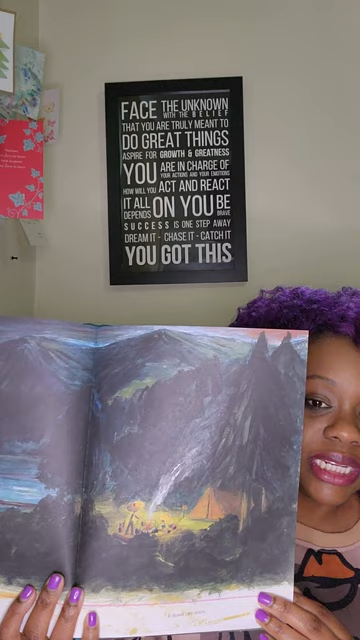 FACE THE UNKNOWN
WITH THE BELIEF
THAT YOU ARE TRULY MEANT TO
DO GREAT THINGS
ASPIRE FOR GROWTH & GREATNESS
YOU ARE IN CHARGE OF
YOUR ACTIONS AND YOUR EMOTIONS
HOW WILL YOU ACT AND REACT
IT ALL
DEPENDS ON YOU BE
BRAVE
SUCCESS IS ONE STEP AWAY
DREAM IT - CHASE IT - CATCH IT
YOU GOT THIS